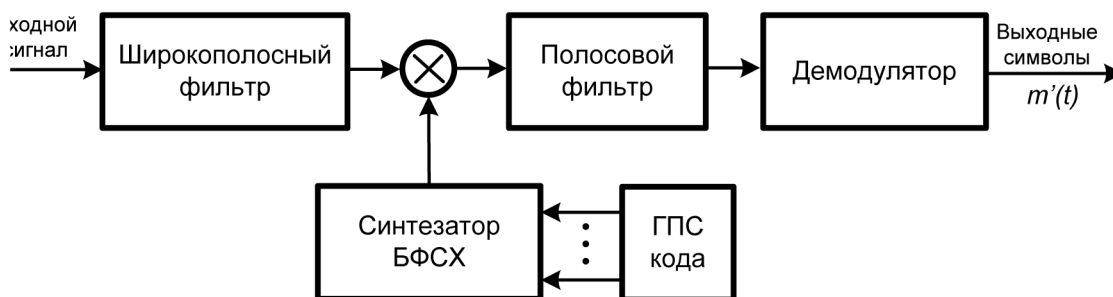 ходной
сигнал
Широкополосный
фильтр
Полосовой
фильтр
Демодулятор
Выходные
символы
m'(t)
Синтезатор
БФСХ
ГПС
кода